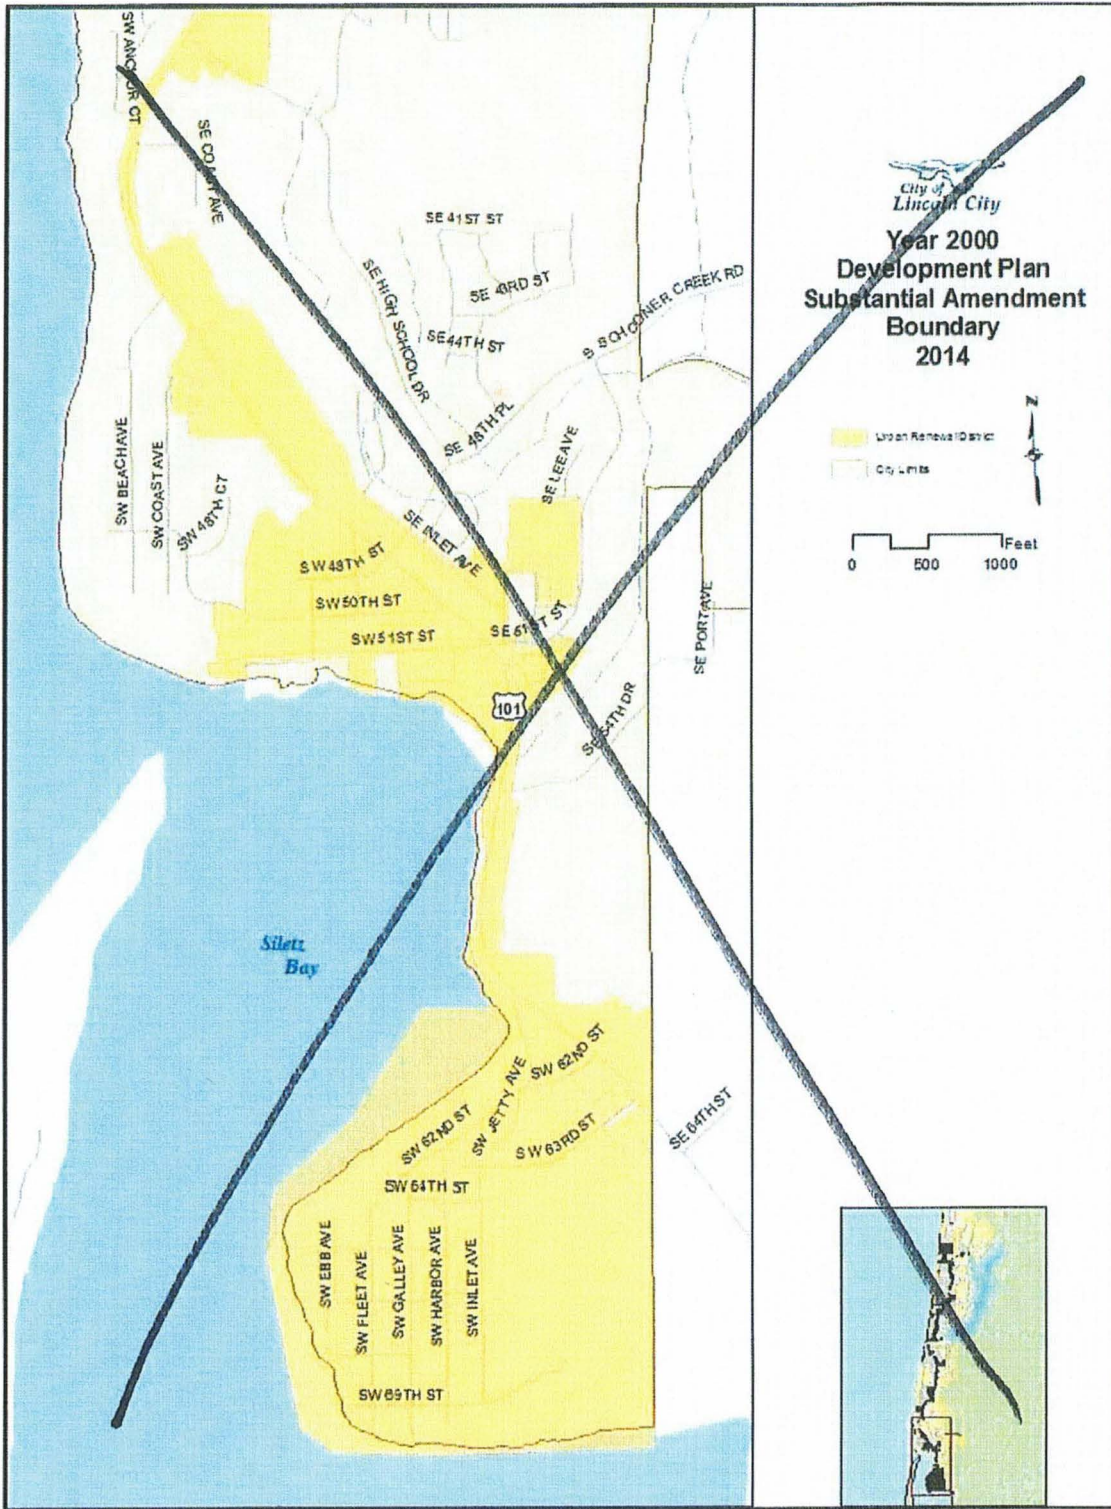 SW ANCHOR CT
SE COAST AVE
SE 41ST ST
SE HIGH SCHOOL DR
SE 43RD ST
SE 44TH ST
S SCHOONER CREEK RD
SE 48TH PL
SE LEE AVE
SW BEACH AVE
SW COAST AVE
SW 48TH CT
SE INLET AVE
SW 48TH ST
SW 50TH ST
SW 51ST ST
SE 51ST ST
101
SE PORT AVE
SE 54TH DR
Siletz
Bay
SW 62ND ST
SW JETTY AVE
SW 62ND ST
SW 63RD ST
SE 64TH ST
SW 64TH ST
SW EBB AVE
SW FLEET AVE
SW GALLEY AVE
SW HARBOR AVE
SW INLET AVE
SW 69TH ST
City of
Lincoln City
Year 2000
Development Plan
Substantial Amendment
Boundary
2014
Urban Renewal District
City Limits
N
Feet
0 500 1000